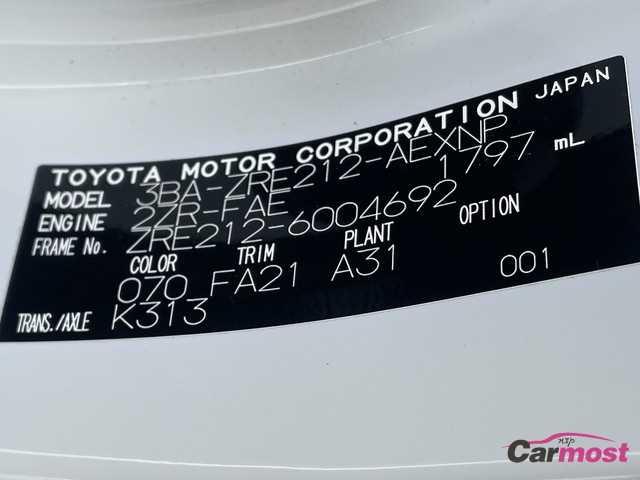 TOYOTA MOTOR CORPORATION JAPAN
MODEL 3BA-ZRE212-AEXNP
ENGINE 2ZR-FAE 1797 mL
FRAME No. ZRE212-6004692
COLOR TRIM PLANT OPTION
070 FA21 A31 001
TRANS./AXLE K313
nxp
Carmost